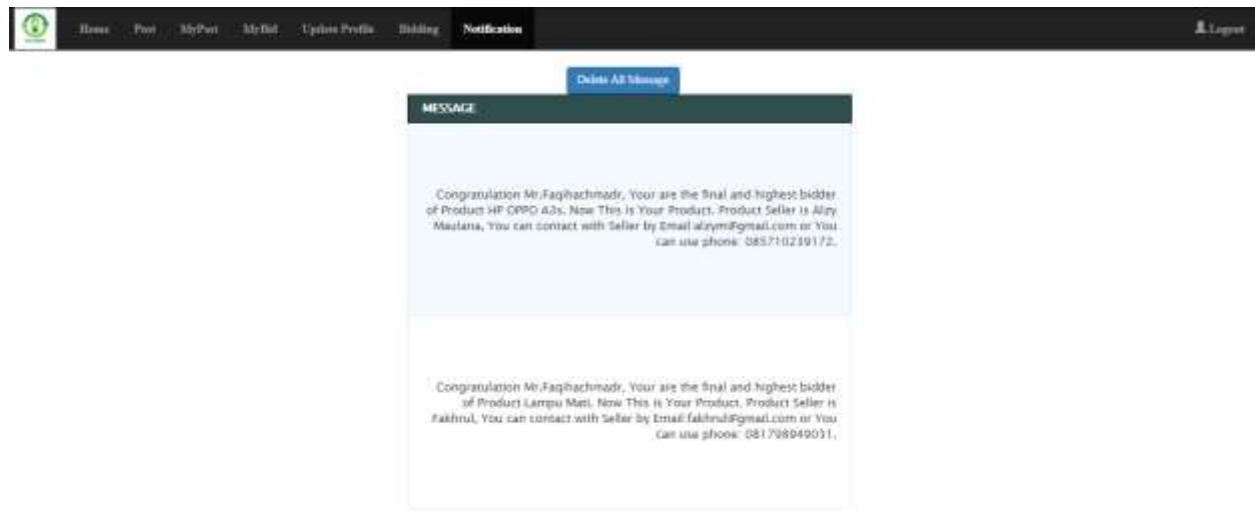 Home Post MyPost MyBid Update Profile Bidding Notification Logout
Delete All Message
MESSAGE
Congratulation Mr.Faqihachmadr, Your are the final and highest bidder
of Product HP OPPO A3s. Now This is Your Product. Product Seller is Alzy
Maulana, You can contact with Seller by Email alzym@gmail.com or You
can use phone: 085710239172.
Congratulation Mr.Faqihachmadr, Your are the final and highest bidder
of Product Lampu Mati. Now This is Your Product. Product Seller is
Fakhrul, You can contact with Seller by Email fakhrul@gmail.com or You
can use phone: 081798949031.